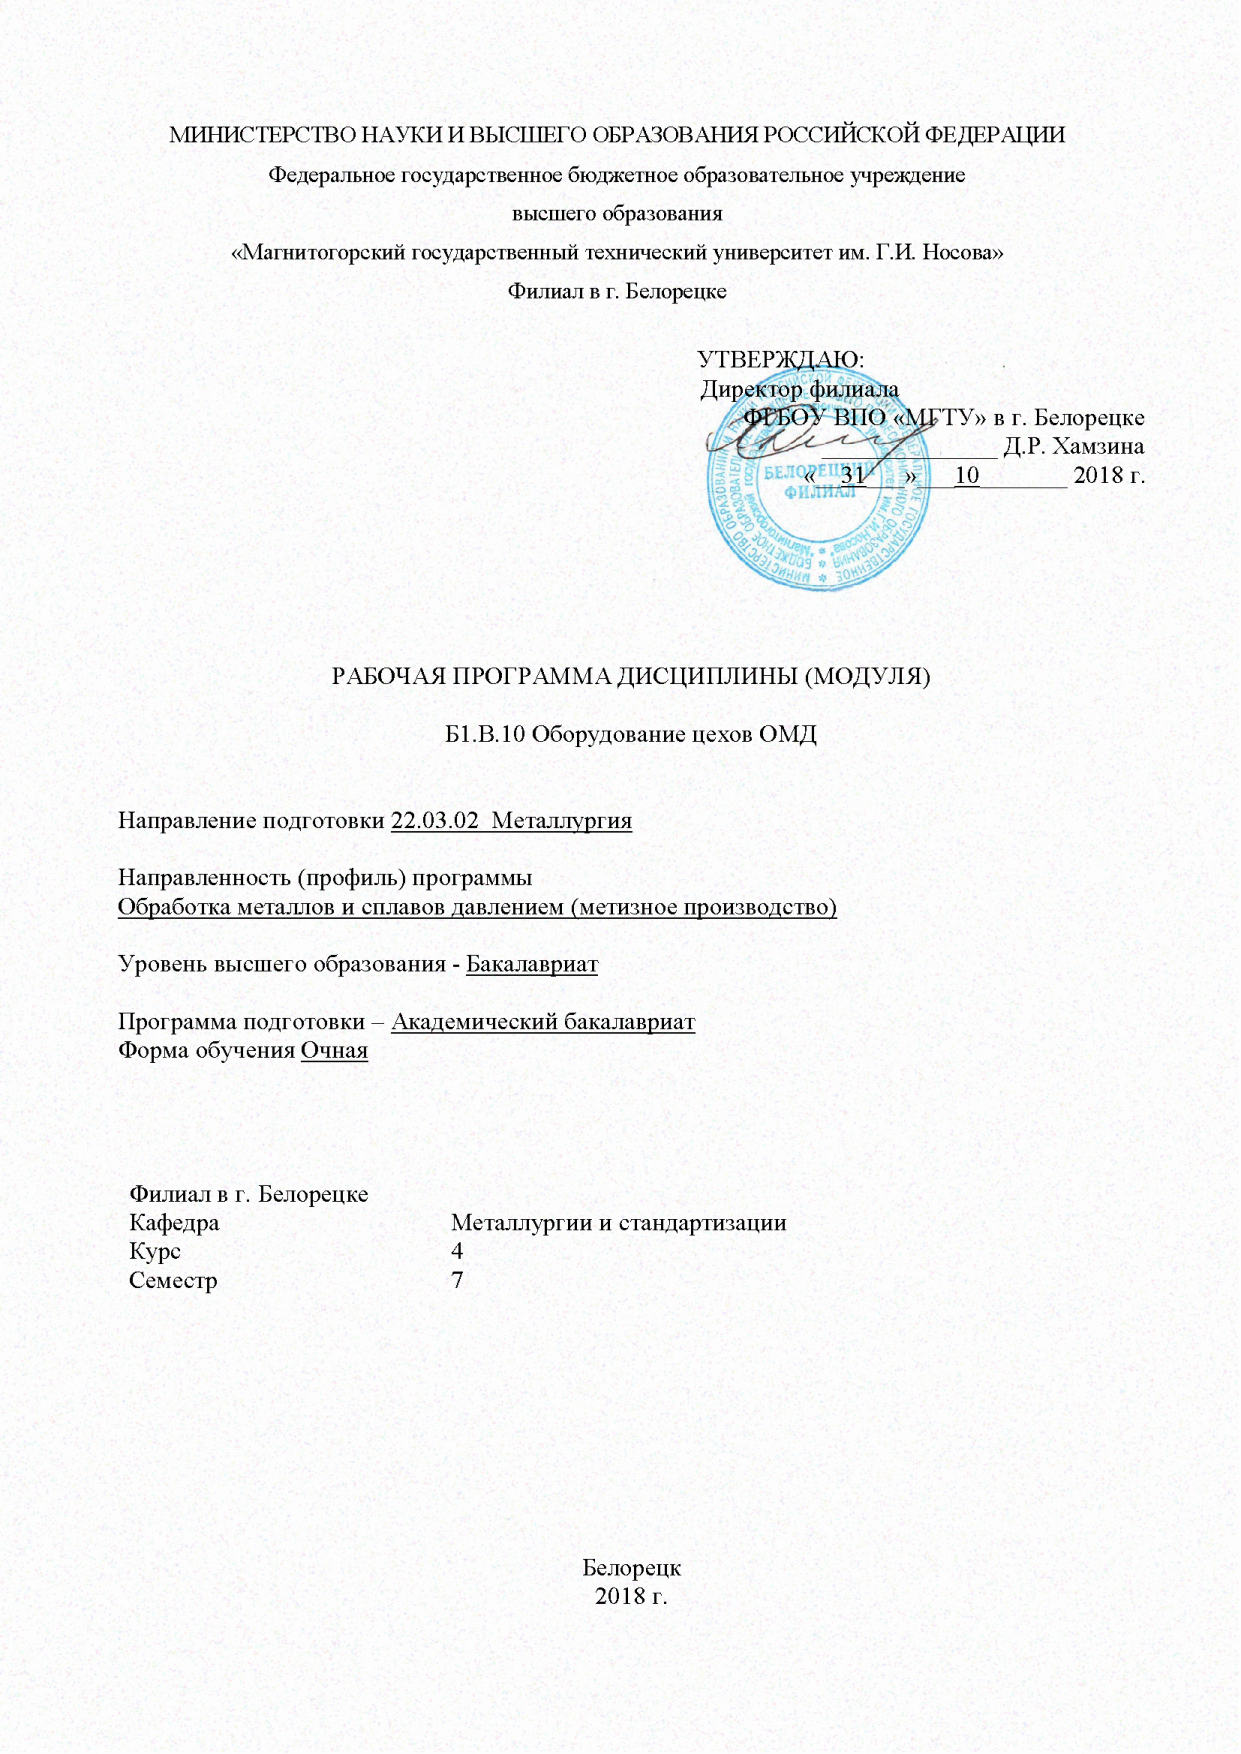 МИНИСТЕРСТВО НАУКИ И ВЫСШЕГО ОБРАЗОВАНИЯ РОССИЙСКОЙ ФЕДЕРАЦИИ
Федеральное государственное бюджетное образовательное учреждение
высшего образования
«Магнитогорский государственный технический университет им. Г.И. Носова»
Филиал в г. Белорецке
УТВЕРЖДАЮ:
Директор филиала
ФГБОУ ВПО «МГТУ» в г. Белорецке
Д.Р. Хамзина
« 31 » 10 2018 г.
БЕЛОРЕЦКИЙ
ФИЛИАЛ
РАБОЧАЯ ПРОГРАММА ДИСЦИПЛИНЫ (МОДУЛЯ)
Б1.В.10 Оборудование цехов ОМД
Направление подготовки 22.03.02 Металлургия
Направленность (профиль) программы
Обработка металлов и сплавов давлением (метизное производство)
Уровень высшего образования - Бакалавриат
Программа подготовки – Академический бакалавриат
Форма обучения Очная
Филиал в г. Белорецке
Кафедра Металлургии и стандартизации
Курс 4
Семестр 7
Белорецк
2018 г.